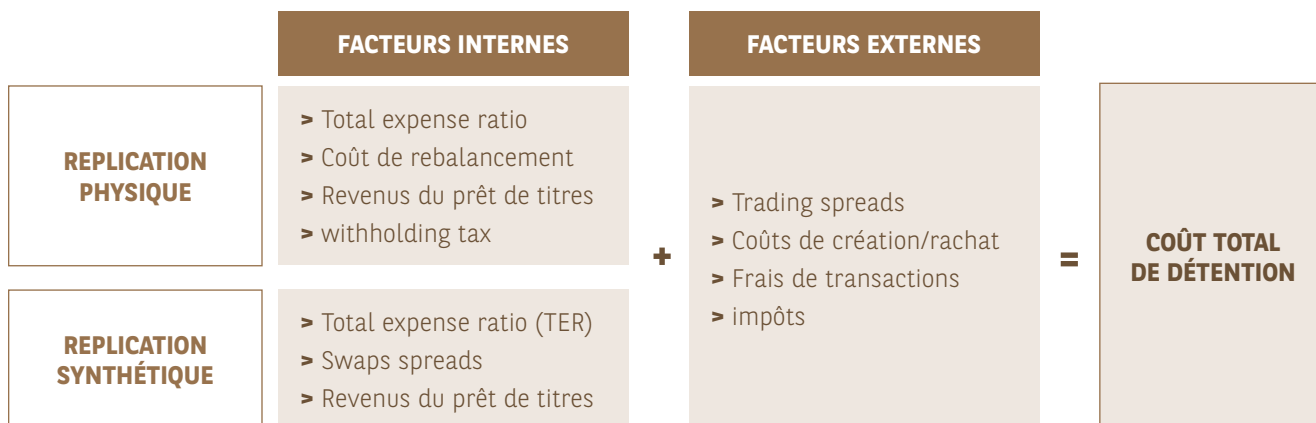 FACTEURS INTERNES
FACTEURS EXTERNES
REPLICATION
PHYSIQUE
> Total expense ratio
> Coût de rebalancement
> Revenus du prêt de titres
> withholding tax
REPLICATION
SYNTHÉTIQUE
> Total expense ratio (TER)
> Swaps spreads
> Revenus du prêt de titres
+
> Trading spreads
> Coûts de création/rachat
> Frais de transactions
> impôts
=
COÛT TOTAL
DE DÉTENTION